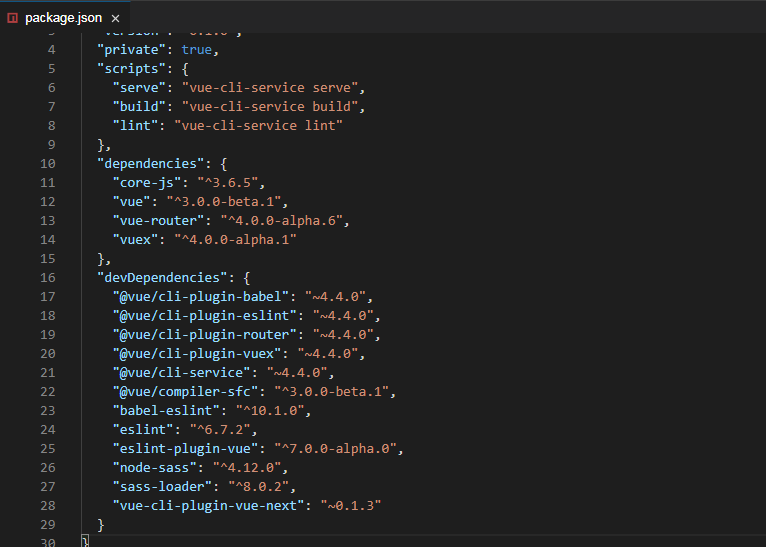 package.json ×
4 "private": true,
5 "scripts": {
6 "serve": "vue-cli-service serve",
7 "build": "vue-cli-service build",
8 "lint": "vue-cli-service lint"
9 },
10 "dependencies": {
11 "core-js": "^3.6.5",
12 "vue": "^3.0.0-beta.1",
13 "vue-router": "^4.0.0-alpha.6",
14 "vuex": "^4.0.0-alpha.1"
15 },
16 "devDependencies": {
17 "@vue/cli-plugin-babel": "~4.4.0",
18 "@vue/cli-plugin-eslint": "~4.4.0",
19 "@vue/cli-plugin-router": "~4.4.0",
20 "@vue/cli-plugin-vuex": "~4.4.0",
21 "@vue/cli-service": "~4.4.0",
22 "@vue/compiler-sfc": "^3.0.0-beta.1",
23 "babel-eslint": "^10.1.0",
24 "eslint": "^6.7.2",
25 "eslint-plugin-vue": "^7.0.0-alpha.0",
26 "node-sass": "^4.12.0",
27 "sass-loader": "^8.0.2",
28 "vue-cli-plugin-vue-next": "~0.1.3"
29 }
30 }